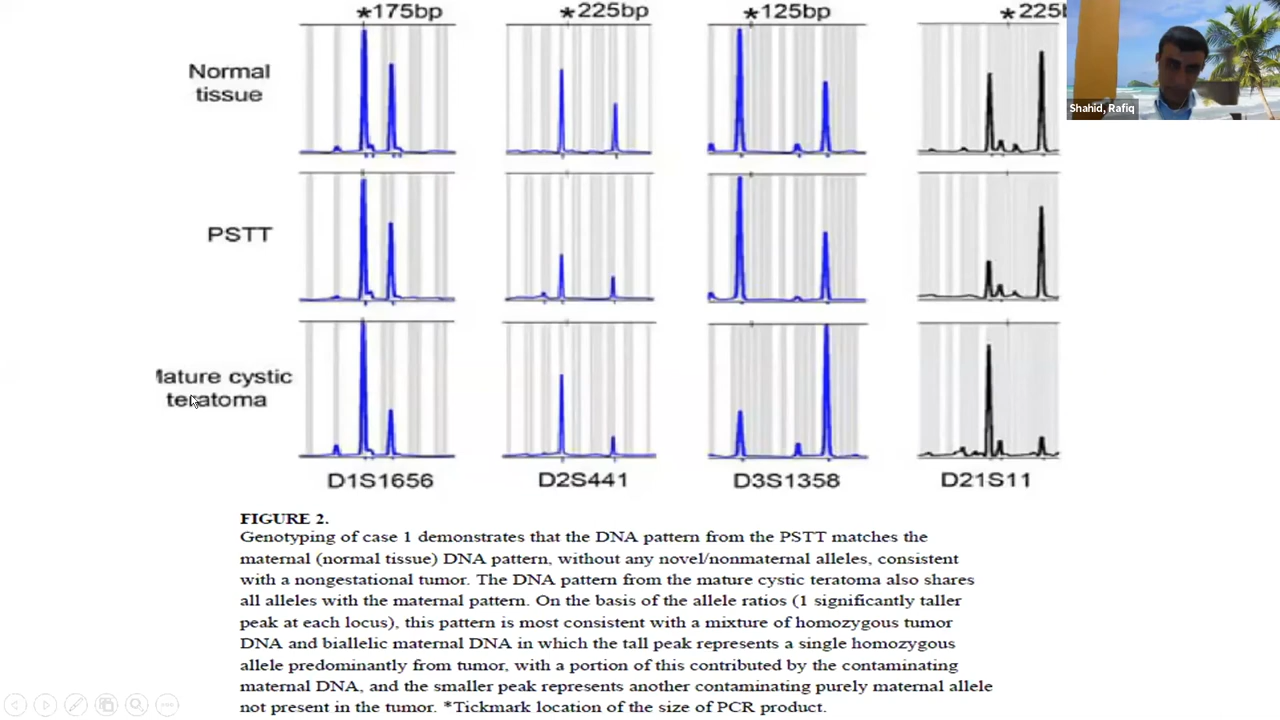 *175bp
*225bp
*125bp
*225
Shahid, Rafiq
Normal
tissue
PSTT
ature cystic
teratoma
D1S1656
D2S441
D3S1358
D21S11
FIGURE 2.
Genotyping of case 1 demonstrates that the DNA pattern from the PSTT matches the
maternal (normal tissue) DNA pattern, without any novel/nonmaternal alleles, consistent
with a nongestational tumor. The DNA pattern from the mature cystic teratoma also shares
all alleles with the maternal pattern. On the basis of the allele ratios (1 significantly taller
peak at each locus), this pattern is most consistent with a mixture of homozygous tumor
DNA and biallelic maternal DNA in which the tall peak represents a single homozygous
allele predominantly from tumor, with a portion of this contributed by the contaminating
maternal DNA, and the smaller peak represents another contaminating purely maternal allele
not present in the tumor. *Tickmark location of the size of PCR product.